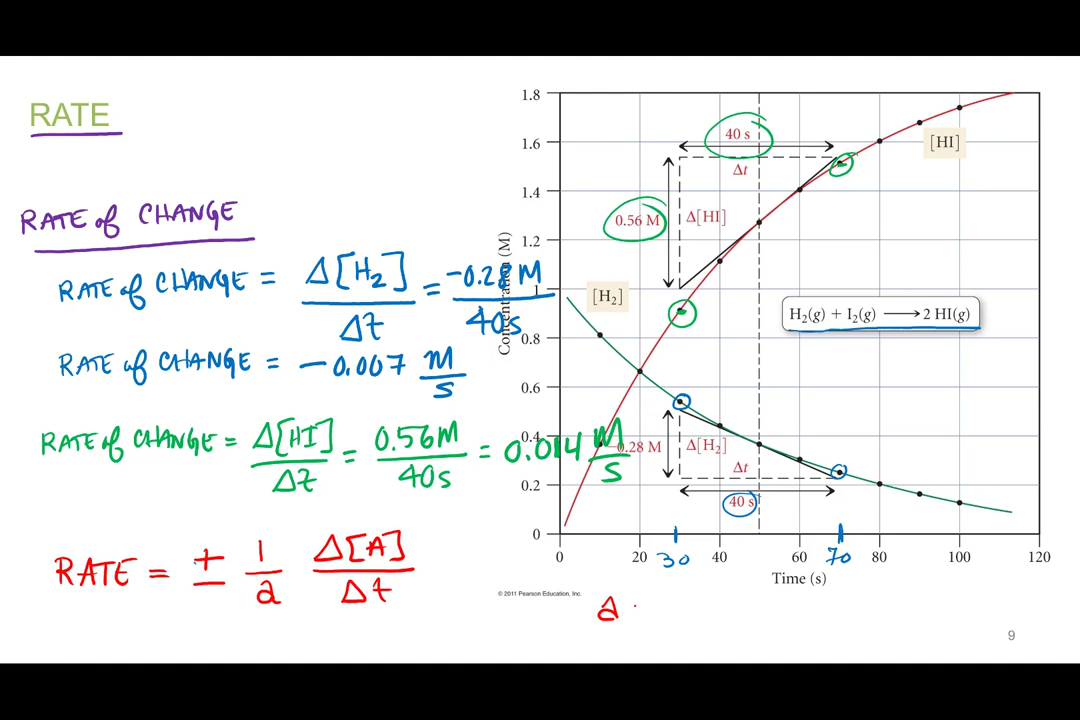 RATE
RATE of CHANGE
RATE of CHANGE = Δ[H₂]/Δt = -0.28 M/40s
RATE of CHANGE = -0.007 M/s
RATE of CHANGE = Δ[HI]/Δt = 0.56M/40s = 0.014 M/s
RATE = ± 1/a Δ[A]/Δt
a
Concentration (M)
1.8
1.6
1.4
1.2
1
0.8
0.6
0.4
0.2
0
0 20 40 60 80 100 120
30 70
Time (s)
40 s
Δt
0.56 M
Δ[HI]
[HI]
[H₂]
H₂(g) + I₂(g) ⟶ 2 HI(g)
−0.28 M
Δ[H₂]
Δt
40 s
© 2011 Pearson Education, Inc.
9